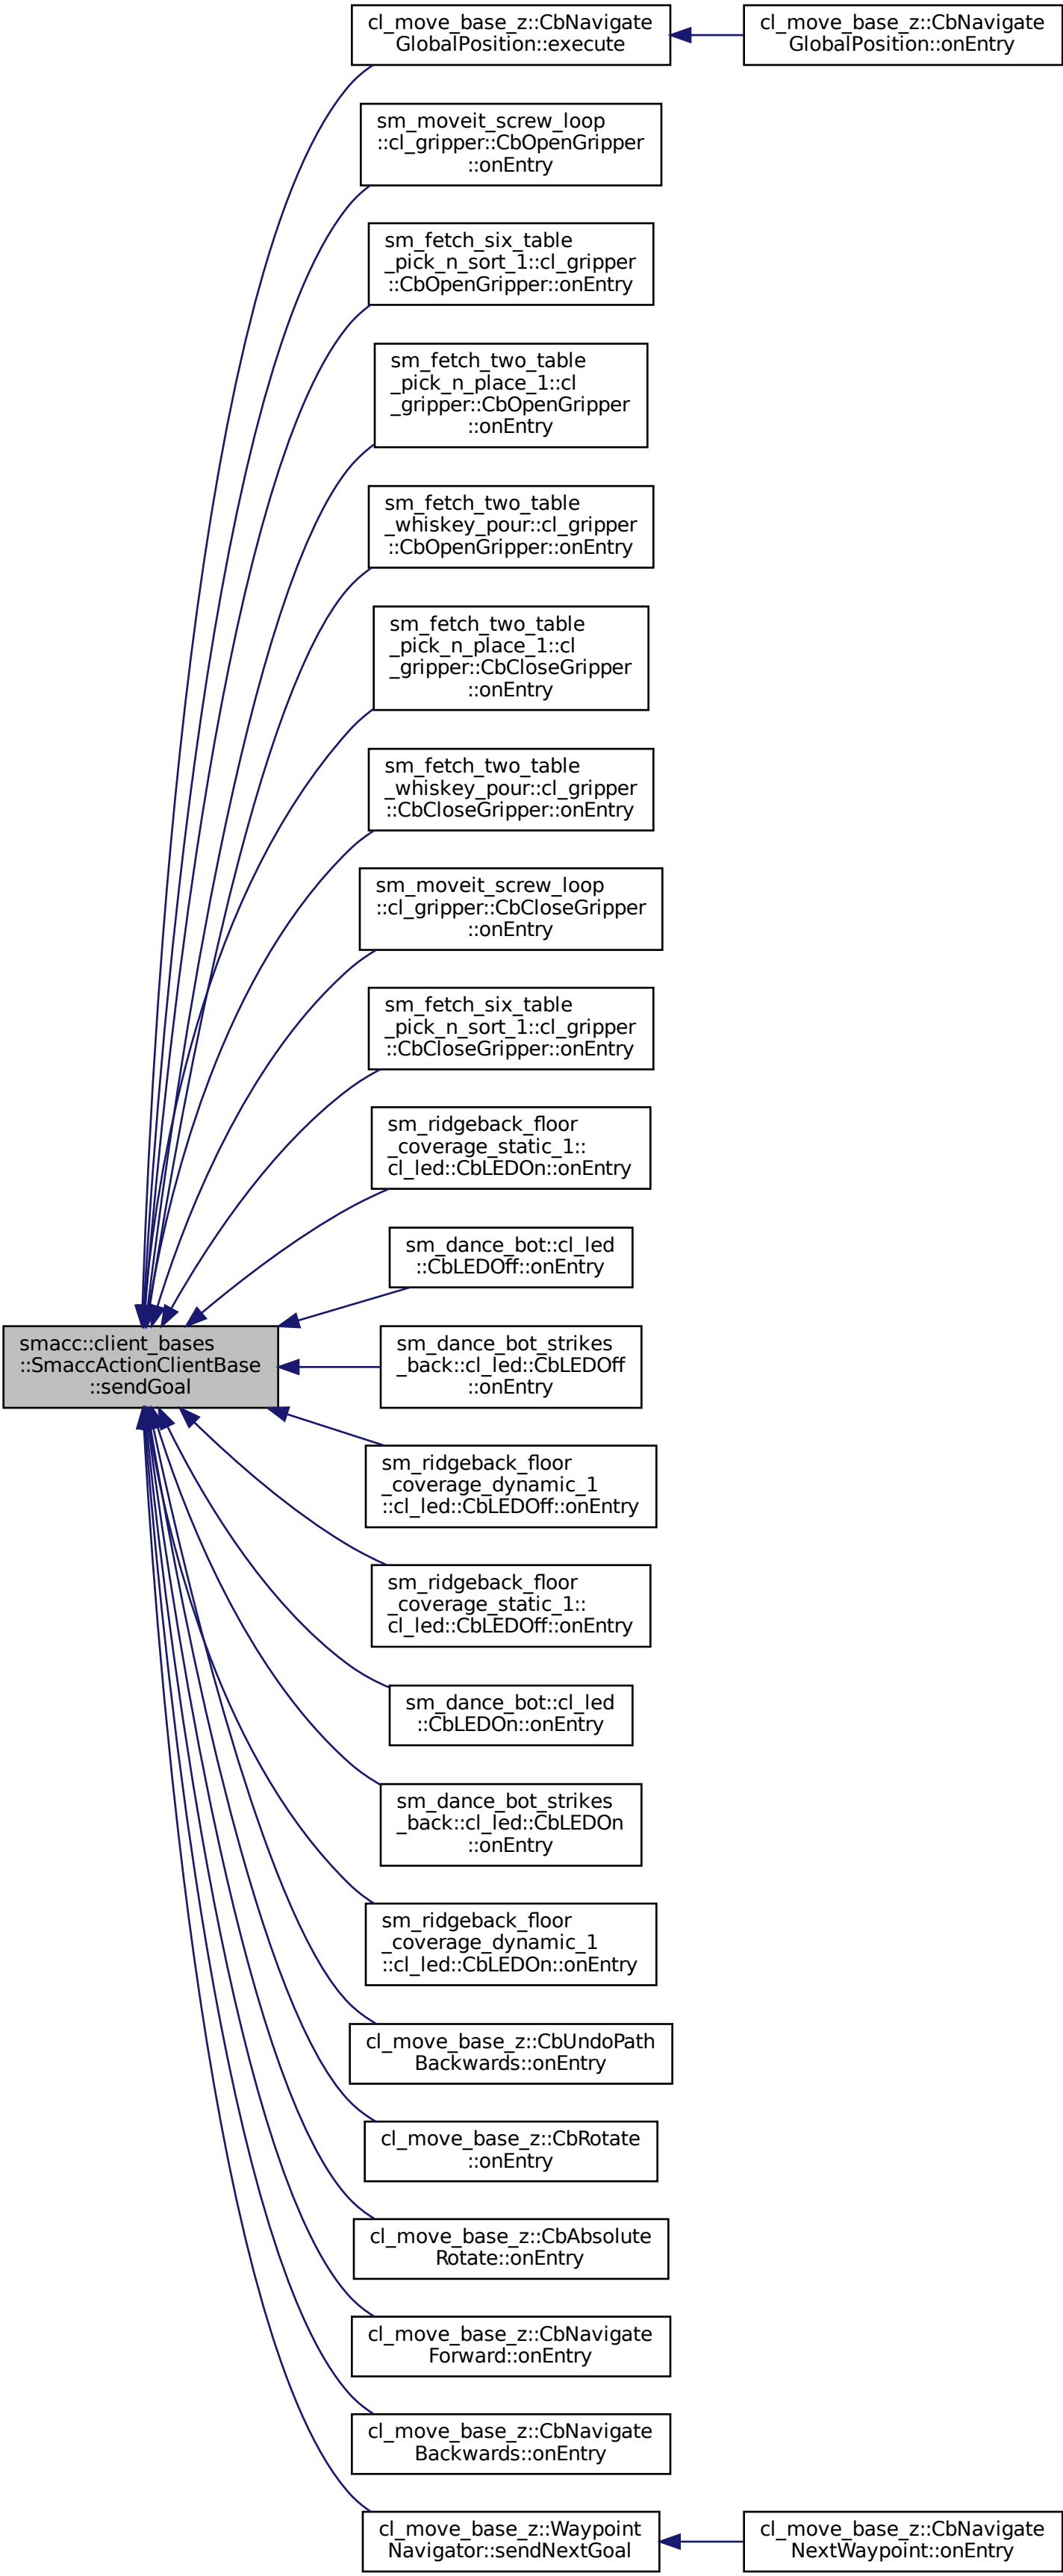 cl_move_base_z::CbNavigate
GlobalPosition::execute
cl_move_base_z::CbNavigate
GlobalPosition::onEntry
sm_moveit_screw_loop
::cl_gripper::CbOpenGripper
::onEntry
sm_fetch_six_table
_pick_n_sort_1::cl_gripper
::CbOpenGripper::onEntry
sm_fetch_two_table
_pick_n_place_1::cl
_gripper::CbOpenGripper
::onEntry
sm_fetch_two_table
_whiskey_pour::cl_gripper
::CbOpenGripper::onEntry
sm_fetch_two_table
_pick_n_place_1::cl
_gripper::CbCloseGripper
::onEntry
sm_fetch_two_table
_whiskey_pour::cl_gripper
::CbCloseGripper::onEntry
sm_moveit_screw_loop
::cl_gripper::CbCloseGripper
::onEntry
sm_fetch_six_table
_pick_n_sort_1::cl_gripper
::CbCloseGripper::onEntry
sm_ridgeback_floor
_coverage_static_1::
cl_led::CbLEDOn::onEntry
sm_dance_bot::cl_led
::CbLEDOff::onEntry
smacc::client_bases
::SmaccActionClientBase
::sendGoal
sm_dance_bot_strikes
_back::cl_led::CbLEDOff
::onEntry
sm_ridgeback_floor
_coverage_dynamic_1
::cl_led::CbLEDOff::onEntry
sm_ridgeback_floor
_coverage_static_1::
cl_led::CbLEDOff::onEntry
sm_dance_bot::cl_led
::CbLEDOn::onEntry
sm_dance_bot_strikes
_back::cl_led::CbLEDOn
::onEntry
sm_ridgeback_floor
_coverage_dynamic_1
::cl_led::CbLEDOn::onEntry
cl_move_base_z::CbUndoPath
Backwards::onEntry
cl_move_base_z::CbRotate
::onEntry
cl_move_base_z::CbAbsolute
Rotate::onEntry
cl_move_base_z::CbNavigate
Forward::onEntry
cl_move_base_z::CbNavigate
Backwards::onEntry
cl_move_base_z::Waypoint
Navigator::sendNextGoal
cl_move_base_z::CbNavigate
NextWaypoint::onEntry